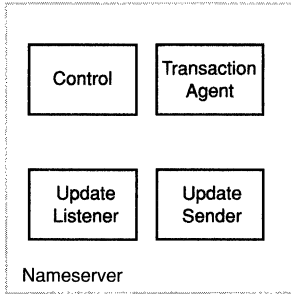 Control
Transaction
Agent
Update
Listener
Update
Sender
Nameserver